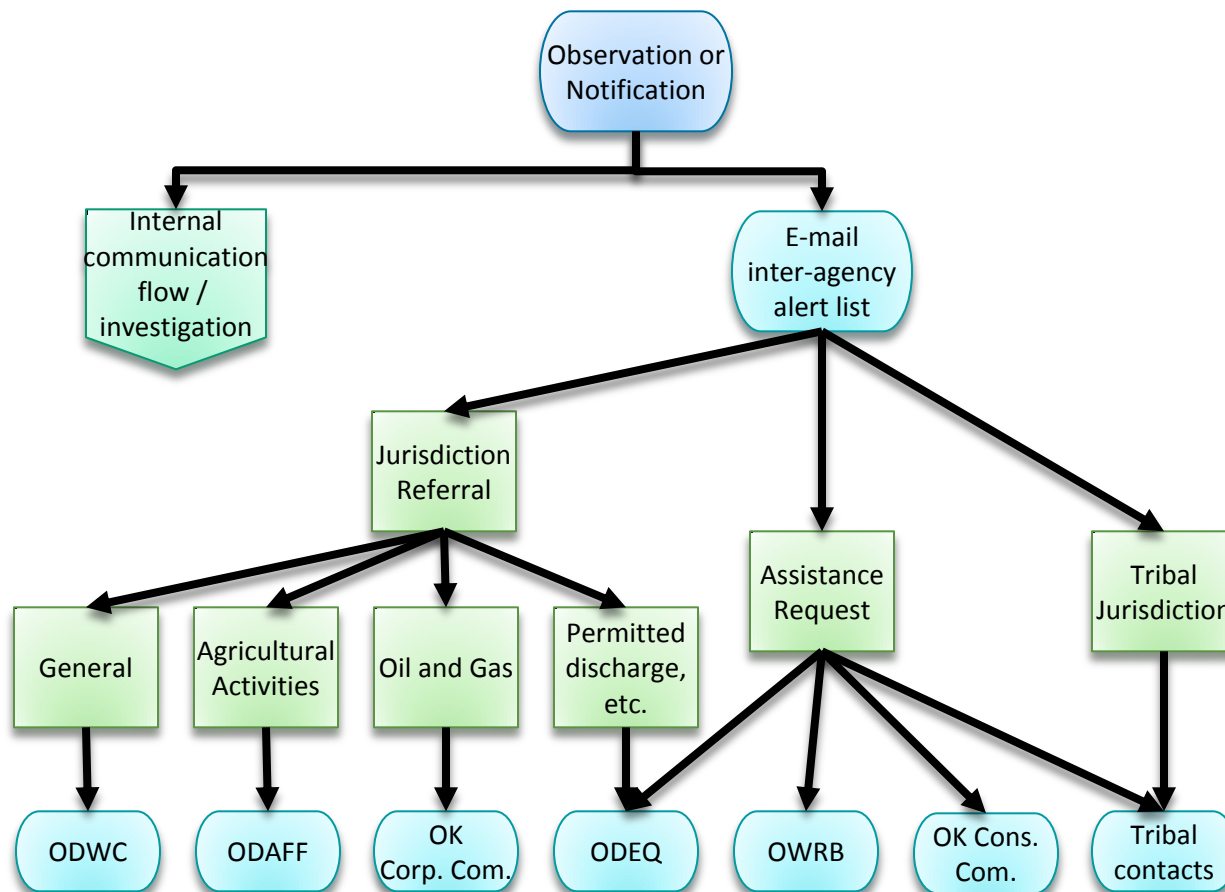 Observation or
Notification
Internal
communication
flow /
investigation
E-mail
inter-agency
alert list
Jurisdiction
Referral
Assistance
Request
Tribal
Jurisdiction
General
Agricultural
Activities
Oil and Gas
Permitted
discharge,
etc.
ODWC
ODAFF
OK
Corp. Com.
ODEQ
OWRB
OK Cons.
Com.
Tribal
contacts